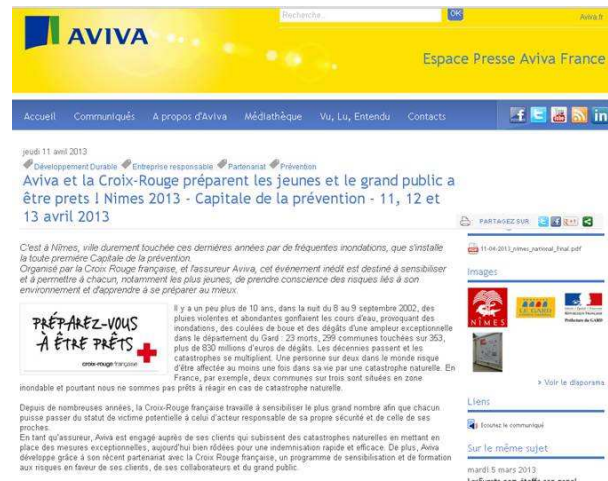 AVIVA
Recherche...
OK
Aviva.fr
Espace Presse Aviva France
Accueil Communiqués A propos d'Aviva Médiathèque Vu, Lu, Entendu Contacts
jeudi 11 avril 2013
Développement Durable Entreprise responsable Partenariat Prévention
Aviva et la Croix-Rouge préparent les jeunes et le grand public a
être prets ! Nimes 2013 - Capitale de la prévention - 11, 12 et
13 avril 2013
C'est à Nîmes, ville durement touchée ces dernières années par de fréquentes inondations, que s'installe
la toute première Capitale de la prévention.
Organisé par la Croix Rouge française, et l'assureur Aviva, cet événement inédit est destiné à sensibiliser
et à permettre à chacun, notamment les plus jeunes, de prendre conscience des risques liés à son
environnement et d'apprendre à se préparer au mieux.
PRÉPAREZ-VOUS
À ÊTRE PRÊTS
croix-rouge française
Il y a un peu plus de 10 ans, dans la nuit du 8 au 9 septembre 2002, des
pluies violentes et abondantes gonflaient les cours d'eau, provoquant des
inondations, des coulées de boue et des dégâts d'une ampleur exceptionnelle
dans le département du Gard : 23 morts, 299 communes touchées sur 353,
plus de 830 millions d'euros de dégâts. Les décennies passent et les
catastrophes se multiplient. Une personne sur deux dans le monde risque
d'être affectée au moins une fois dans sa vie par une catastrophe naturelle. En
France, par exemple, deux communes sur trois sont situées en zone
inondable et pourtant nous ne sommes pas prêts à réagir en cas de catastrophe naturelle.
Depuis de nombreuses années, la Croix-Rouge française travaille à sensibiliser le plus grand nombre afin que chacun
puisse passer du statut de victime potentielle à celui d'acteur responsable de sa propre sécurité et de celle de ses
proches.
En tant qu'assureur, Aviva est engagé auprès de ses clients qui subissent des catastrophes naturelles en mettant en
place des mesures exceptionnelles, aujourd'hui bien rôdées pour une indemnisation rapide et efficace. De plus, Aviva
développe grâce à son récent partenariat avec la Croix Rouge française, un programme de sensibilisation et de formation
aux risques en faveur de ses clients, de ses collaborateurs et du grand public.
PARTAGEZ SUR
11-04-2013_nimes_national_final.pdf
Images
NÎMES
LE GARD
Voir le diaporama
Liens
Ecoutez le communiqué
Sur le même sujet
mardi 5 mars 2013